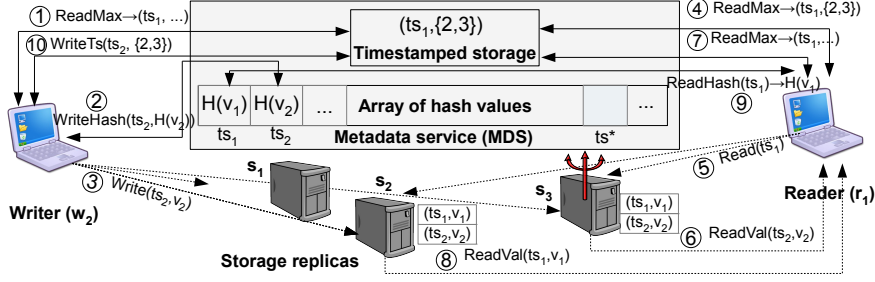 ① ReadMax→(ts1, ...)
⑩ WriteTs(ts2, {2,3})
(ts1,{2,3})
Timestamped storage
④ ReadMax→(ts1,{2,3})
⑦ ReadMax→(ts1,...)
ReadHash(ts1)→H(v1)
⑨
②
WriteHash(ts2,H(v2))
H(v1) H(v2) ... Array of hash values ...
ts1 ts2 Metadata service (MDS) ts*
③ Write(ts2,v2)
s1
s2
s3
⑤ Read(ts1)
Writer (w2)
Reader (r1)
(ts1,v1)
(ts2,v2)
(ts1,v1)
(ts2,v2)
⑥ ReadVal(ts2,v2)
Storage replicas
⑧ ReadVal(ts1,v1)